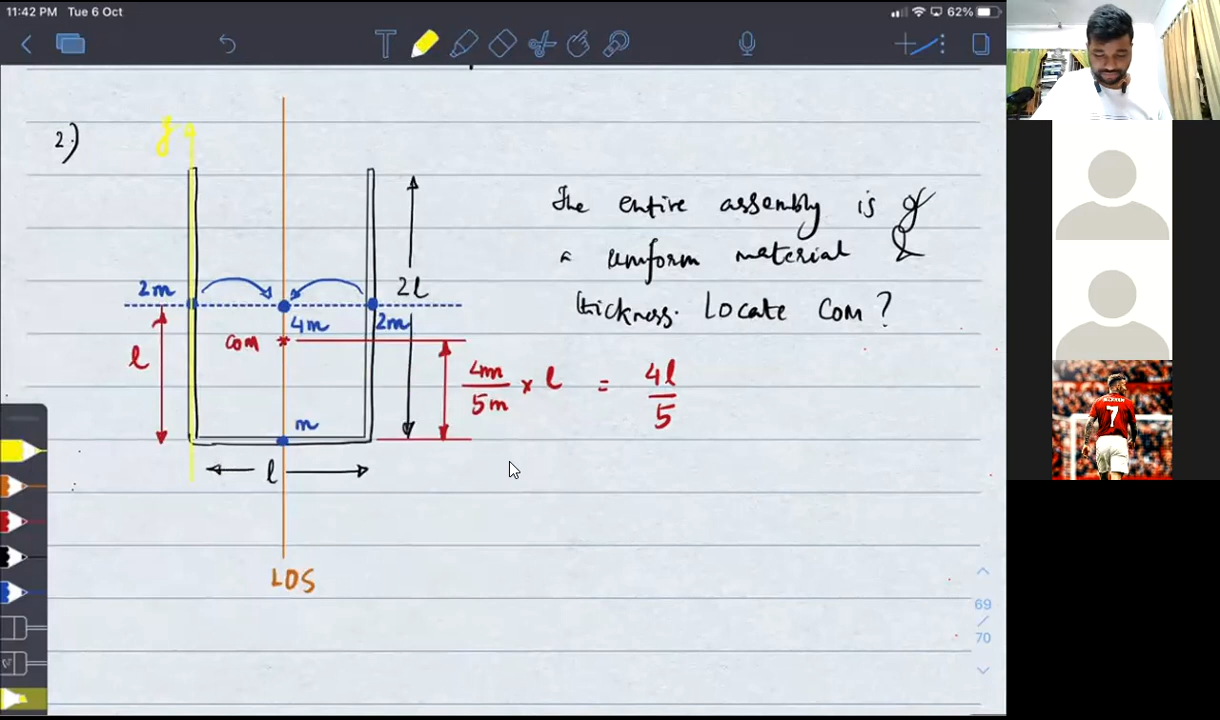 11:42 PM Tue 6 Oct
62%
T
2.)
y
The entire assembly is of
a uniform material &
thickness. Locate Com?
2m
2l
4m
2m
com
l
4m/5m × l = 4l/5
m
l
LOS
69
/
70
7